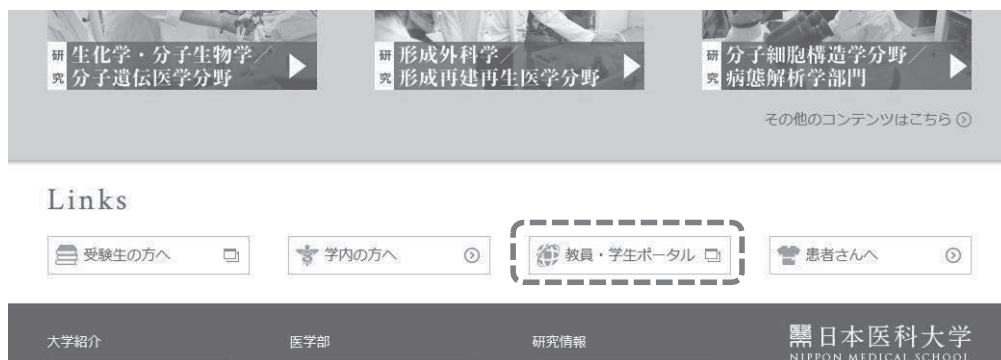 研究 生化学・分子生物学／
分子遺伝医学分野
研究 形成外科学／
形成再建再生医学分野
研究 分子細胞構造学分野／
病態解析学部門
その他のコンテンツはこちら
Links
受験生の方へ
学内の方へ
教員・学生ポータル
患者さんへ
大学紹介
医学部
研究情報
日本医科大学
NIPPON MEDICAL SCHOOL